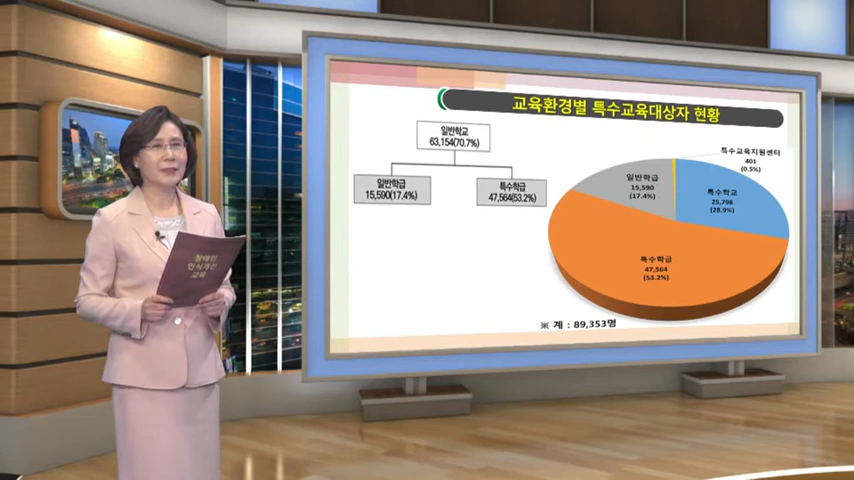 교육환경별 특수교육대상자 현황
일반학교
63,154(70.7%)
일반학급
15,590(17.4%)
특수학급
47,564(53.2%)
특수교육지원센터
401
(0.5%)
일반학급
15,590
(17.4%)
특수학교
25,798
(28.9%)
특수학급
47,564
(53.2%)
※ 계 : 89,353명
장애인
인식개선
교육